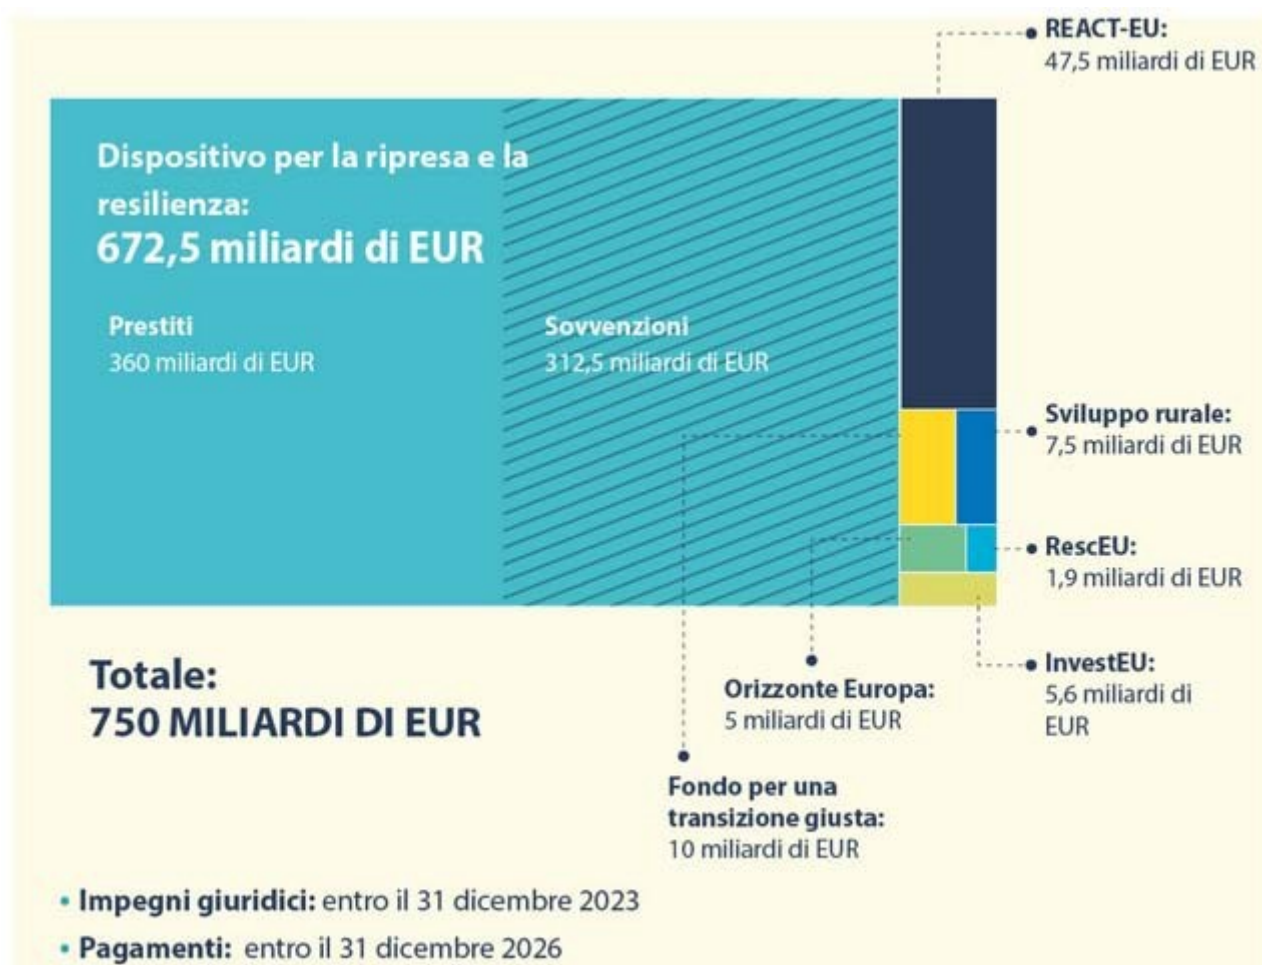 REACT-EU:
47,5 miliardi di EUR
Dispositivo per la ripresa e la
resilienza:
672,5 miliardi di EUR
Prestiti
360 miliardi di EUR
Sovvenzioni
312,5 miliardi di EUR
Sviluppo rurale:
7,5 miliardi di EUR
RescEU:
1,9 miliardi di EUR
InvestEU:
5,6 miliardi di
EUR
Orizzonte Europa:
5 miliardi di EUR
Fondo per una
transizione giusta:
10 miliardi di EUR
Totale:
750 MILIARDI DI EUR
• Impegni giuridici: entro il 31 dicembre 2023
• Pagamenti: entro il 31 dicembre 2026